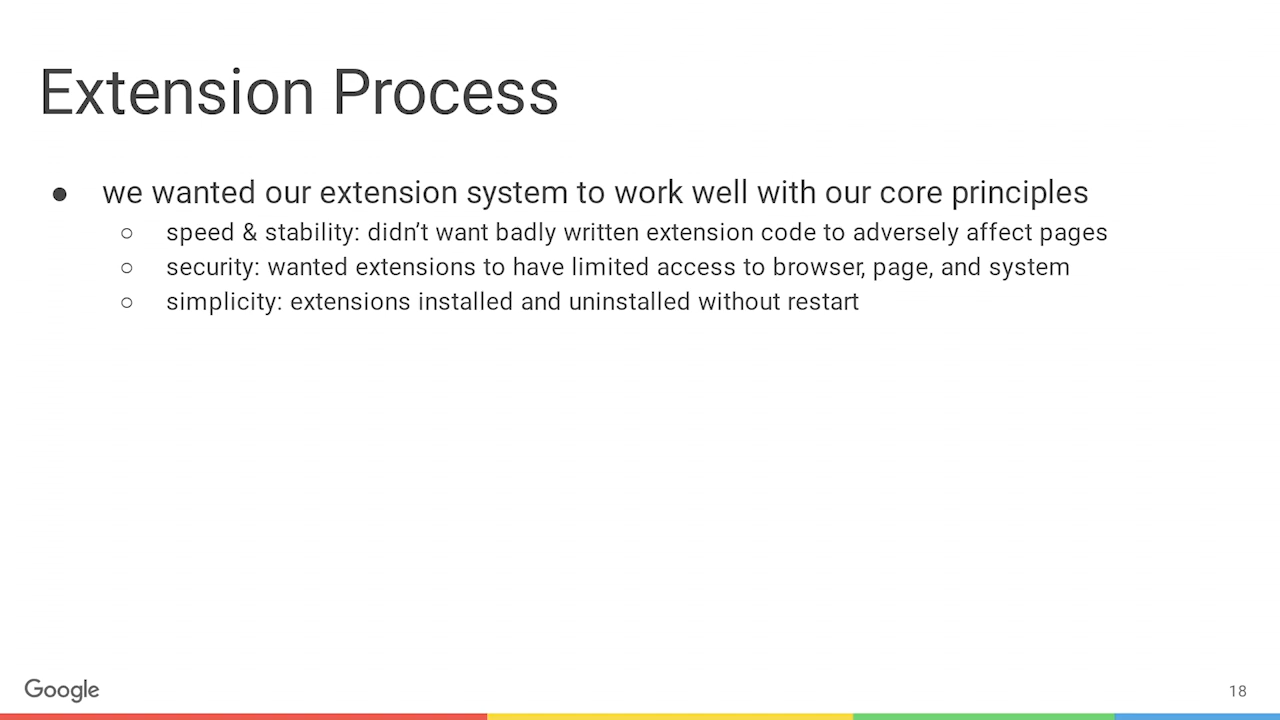 Extension Process
● we wanted our extension system to work well with our core principles
○ speed & stability: didn’t want badly written extension code to adversely affect pages
○ security: wanted extensions to have limited access to browser, page, and system
○ simplicity: extensions installed and uninstalled without restart
Google
18